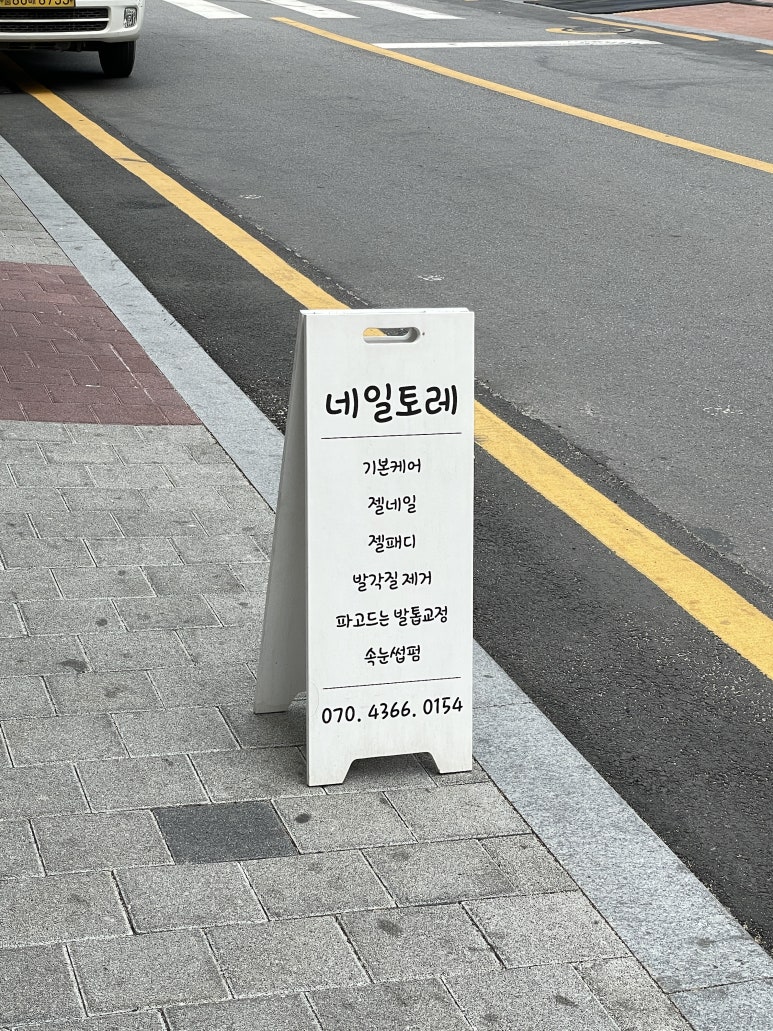 네일토레
기본케어
젤네일
젤패디
발각질 제거
파고드는 발톱교정
속눈썹펌
070. 4366. 0154